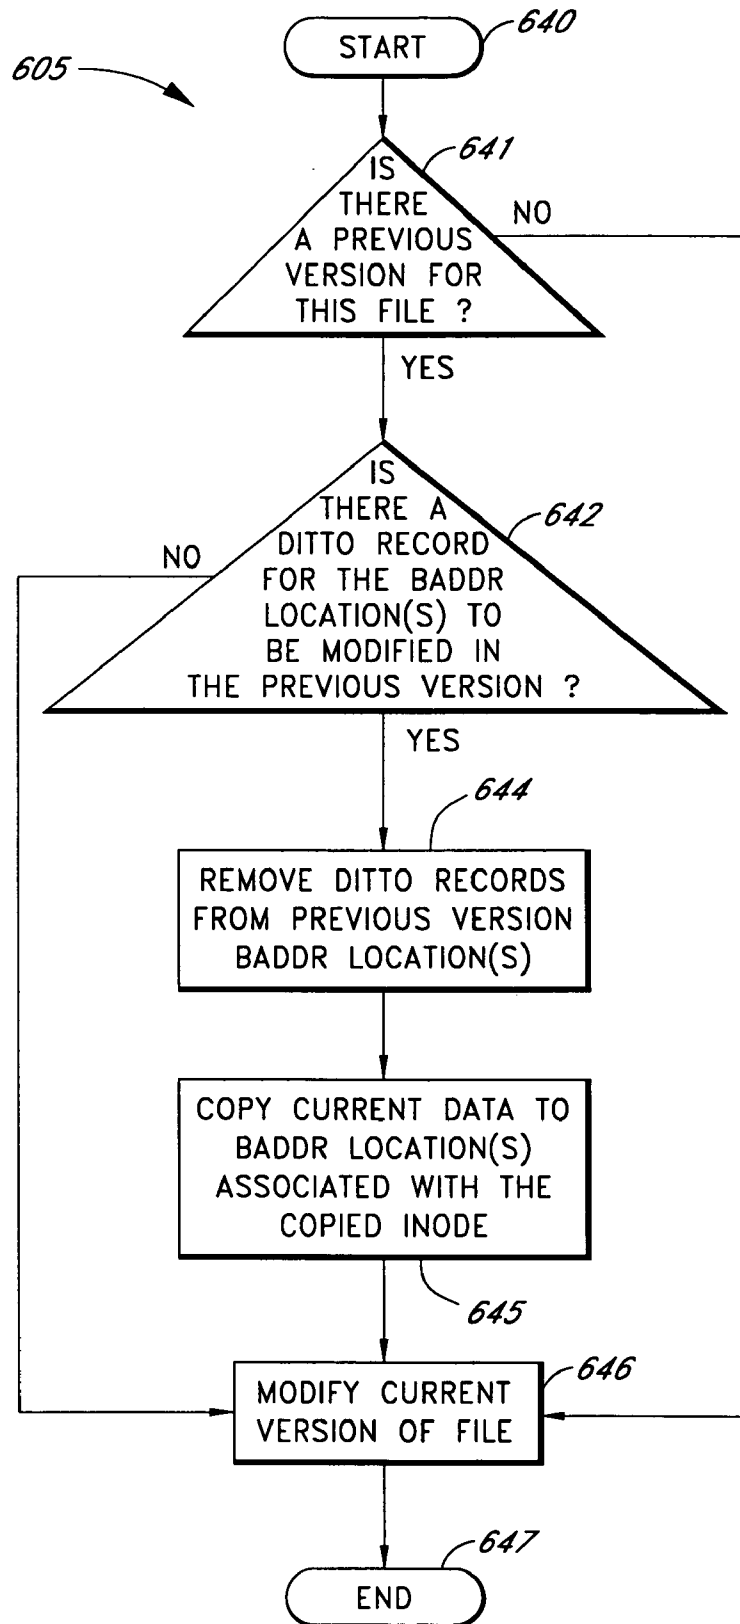 START
640
605
641
IS
THERE
A PREVIOUS
VERSION FOR
THIS FILE ?
NO
YES
642
IS
THERE A
DITTO RECORD
FOR THE BADDR
LOCATION(S) TO
BE MODIFIED IN
THE PREVIOUS VERSION ?
NO
YES
644
REMOVE DITTO RECORDS
FROM PREVIOUS VERSION
BADDR LOCATION(S)
COPY CURRENT DATA TO
BADDR LOCATION(S)
ASSOCIATED WITH THE
COPIED INODE
645
646
MODIFY CURRENT
VERSION OF FILE
647
END